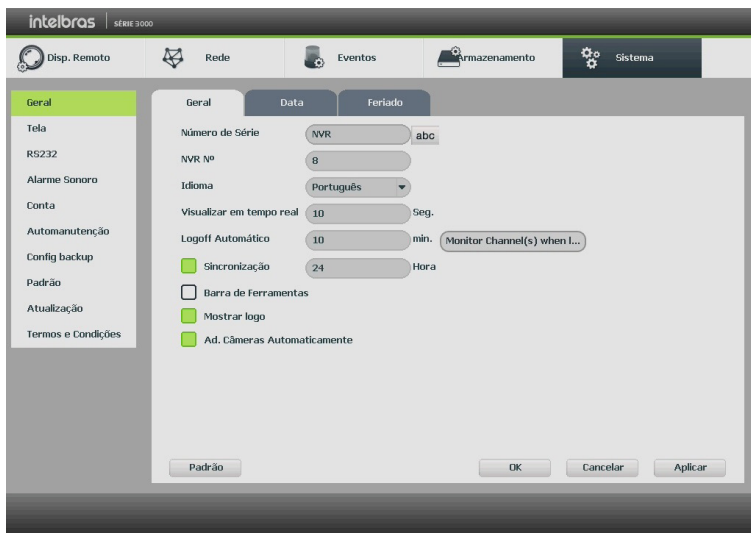 intelbras SÉRIE 3000
Disp. Remoto
Rede
Eventos
Armazenamento
Sistema
Geral
Tela
RS232
Alarme Sonoro
Conta
Automanutenção
Config backup
Padrão
Atualização
Termos e Condições
Geral
Data
Feriado
Número de Série NVR abc
NVR Nº 8
Idioma Português
Visualizar em tempo real 10 Seg.
Logoff Automático 10 min. Monitor Channel(s) when l...
Sincronização 24 Hora
Barra de Ferramentas
Mostrar logo
Ad. Câmeras Automaticamente
Padrão
OK
Cancelar
Aplicar